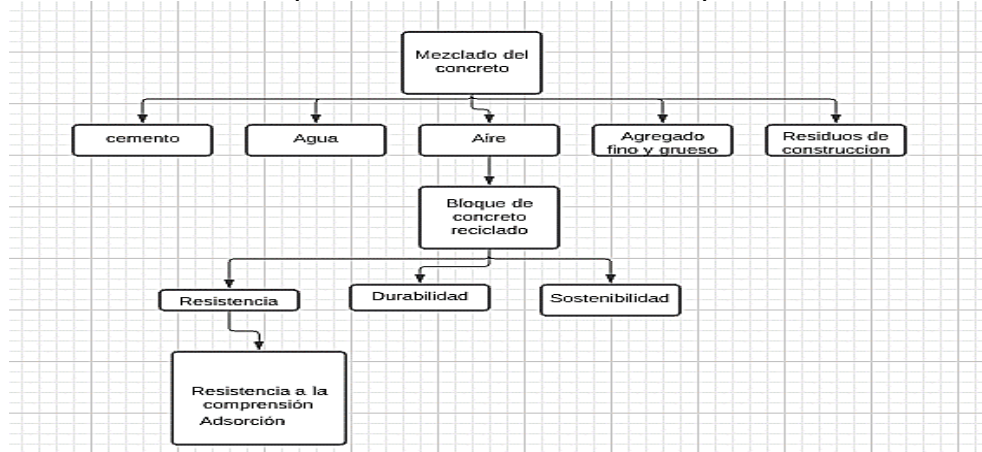 Mezclado del
concreto
cemento
Agua
Aire
Agregado
fino y grueso
Residuos de
construccion
Bloque de
concreto
reciclado
Resistencia
Durabilidad
Sostenibilidad
Resistencia a la
comprensión
Adsorción